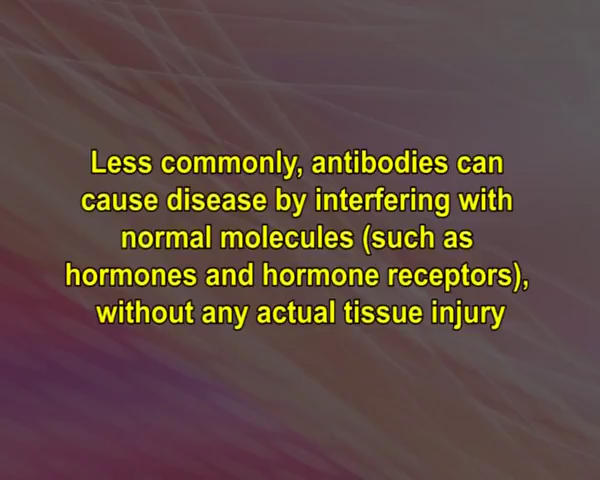 Less commonly, antibodies can
cause disease by interfering with
normal molecules (such as
hormones and hormone receptors),
without any actual tissue injury